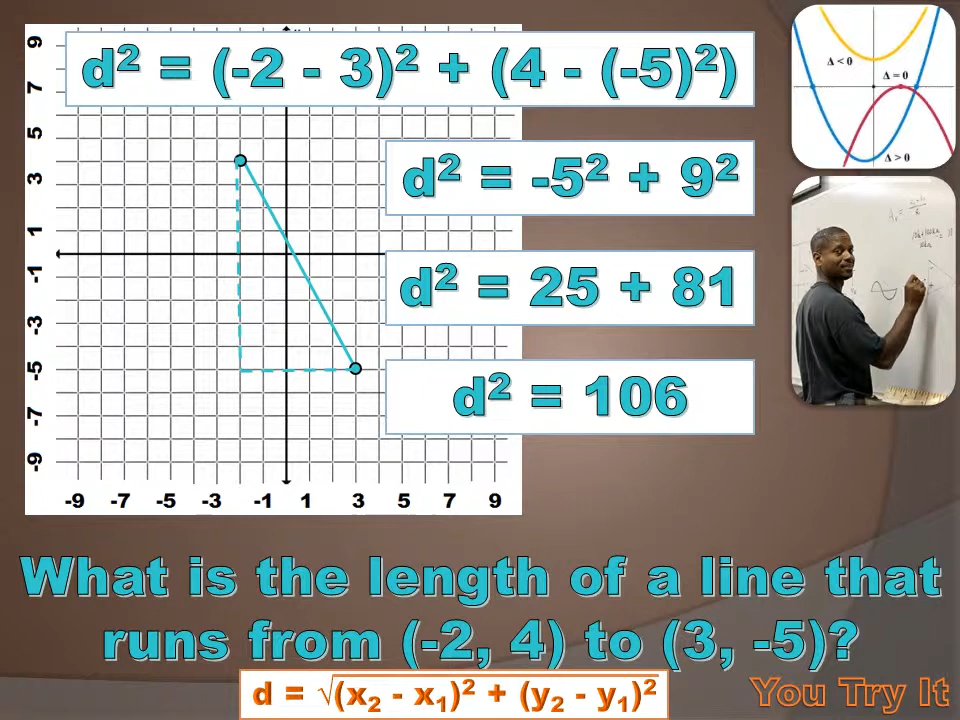 d² = (-2 - 3)² + (4 - (-5)²)
d² = -5² + 9²
d² = 25 + 81
d² = 106
9
7
5
3
1
-1
-3
-5
-7
-9
-9 -7 -5 -3 -1 1 3 5 7 9
Δ < 0
Δ = 0
Δ > 0
What is the length of a line that
runs from (-2, 4) to (3, -5)?
d = √(x₂ - x₁)² + (y₂ - y₁)²
You Try It